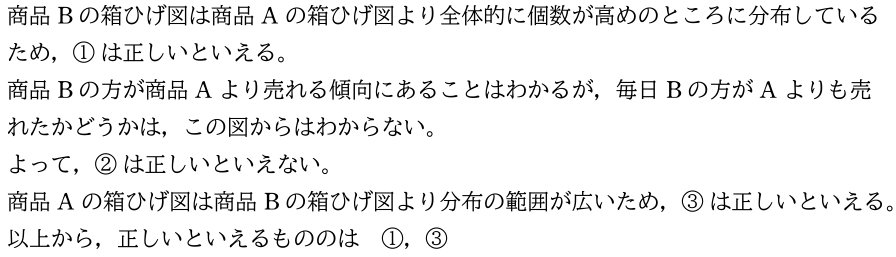 商品 B の箱ひげ図は商品 A の箱ひげ図より全体的に個数が高めのところに分布している
ため，① は正しいといえる。
商品 B の方が商品 A より売れる傾向にあることはわかるが，毎日 B の方が A よりも売
れたかどうかは，この図からはわからない。
よって，② は正しいといえない。
商品 A の箱ひげ図は商品 B の箱ひげ図より分布の範囲が広いため，③ は正しいといえる。
以上から，正しいといえるもののは　①，③